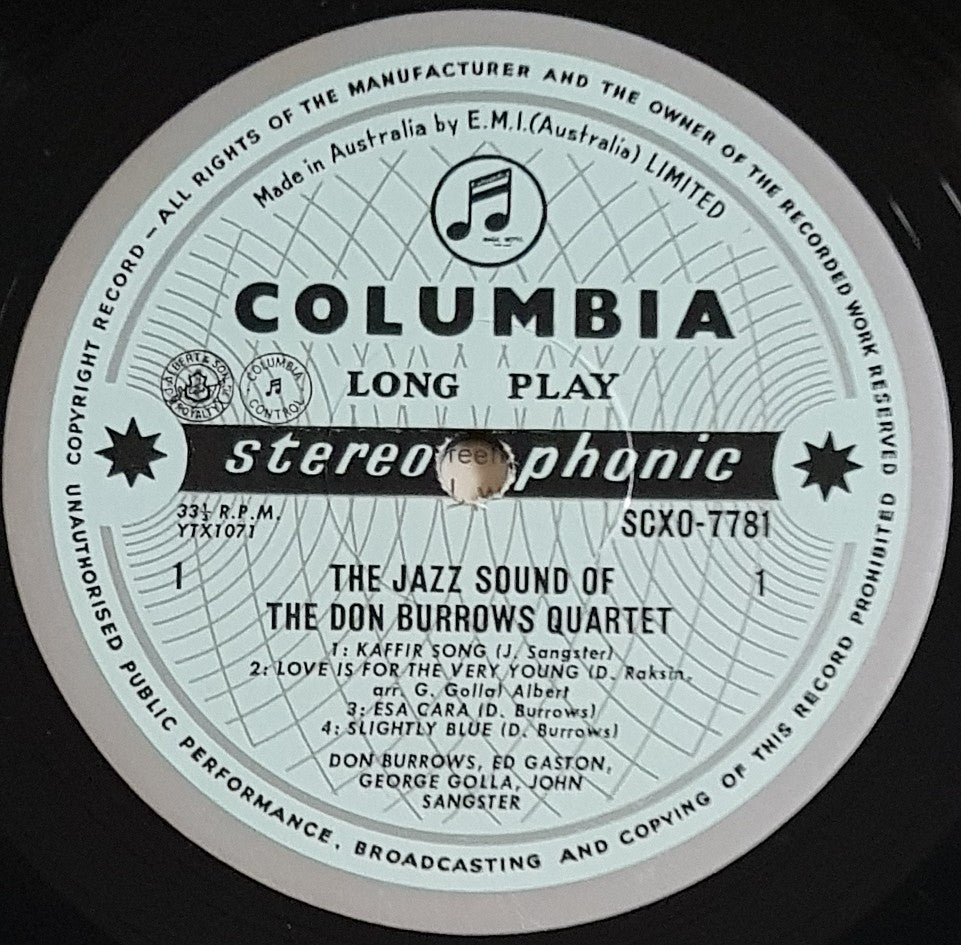 COPYRIGHT RECORD – ALL RIGHTS OF THE MANUFACTURER AND THE OWNER OF THE RECORDED WORK RESERVED
UNAUTHORISED PUBLIC PERFORMANCE, BROADCASTING AND COPYING OF THIS RECORD PROHIBITED
Made in Australia by E.M.I.(Australia) LIMITED
COLUMBIA
ALBERT & SON
ROYALTY
COLUMBIA
CONTROL
LONG PLAY
stereophonic
33⅓ R.P.M.
YTX1071
SCXO-7781
1
1
THE JAZZ SOUND OF
THE DON BURROWS QUARTET
1: KAFFIR SONG (J. Sangster)
2: LOVE IS FOR THE VERY YOUNG (D. Raksin,
arr. G. Golla) Albert
3: ESA CARA (D. Burrows)
4: SLIGHTLY BLUE (D. Burrows)
DON BURROWS, ED GASTON,
GEORGE GOLLA, JOHN
SANGSTER